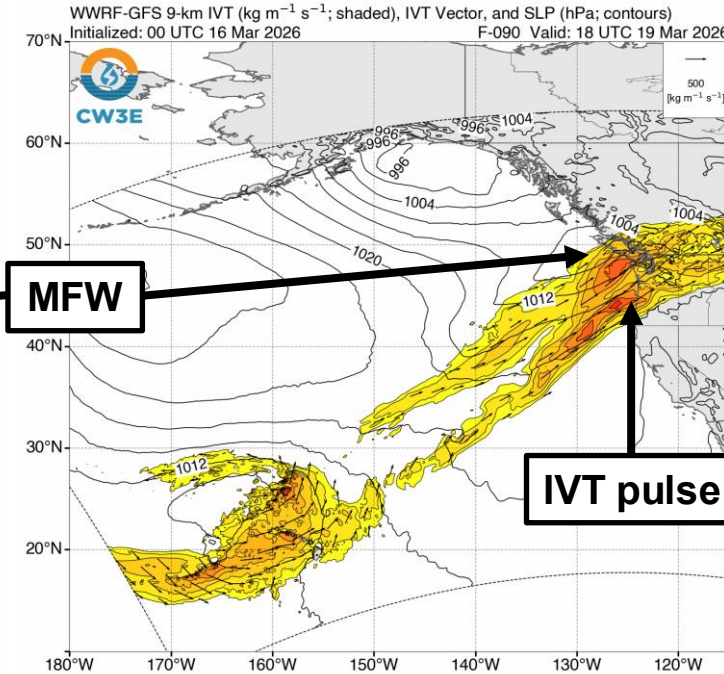 WWRF-GFS 9-km IVT (kg m⁻¹ s⁻¹; shaded), IVT Vector, and SLP (hPa; contours)
Initialized: 00 UTC 16 Mar 2026 F-090 Valid: 18 UTC 19 Mar 2026
70°N
CW3E
500
[kg m⁻¹ s⁻¹]
1004
996
996
996
60°N
996
1004
1004
1004
50°N
1020
MFW
1012
40°N
30°N
1012
IVT pulse
20°N
180°W 170°W 160°W 150°W 140°W 130°W 120°W